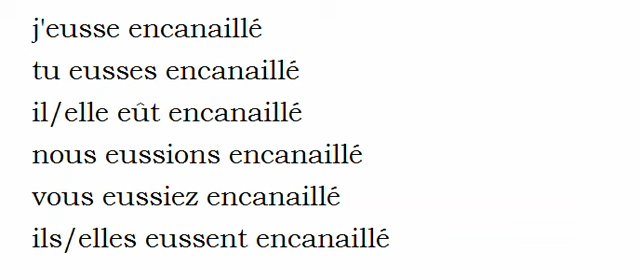 j'eusse encanaillé
tu eusses encanaillé
il/elle eût encanaillé
nous eussions encanaillé
vous eussiez encanaillé
ils/elles eussent encanaillé